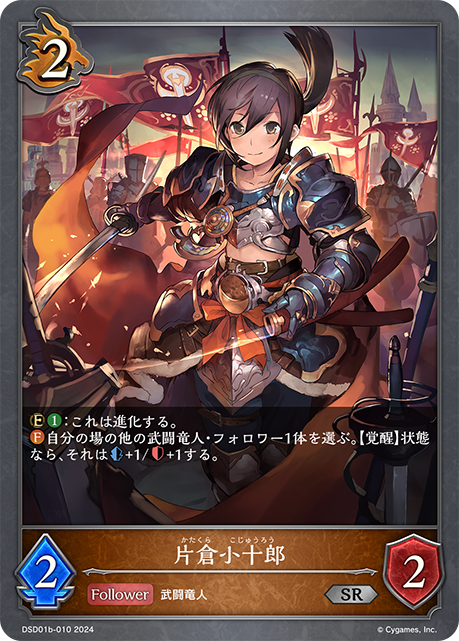 2
E 1:これは進化する。
F 自分の場の他の武闘竜人・フォロワー1体を選ぶ。【覚醒】状態
なら、それは+1/+1する。
かたくら こじゅうろう
片倉小十郎
2
Follower 武闘竜人
SR
2
DSD01b-010 2024
© Cygames, Inc.